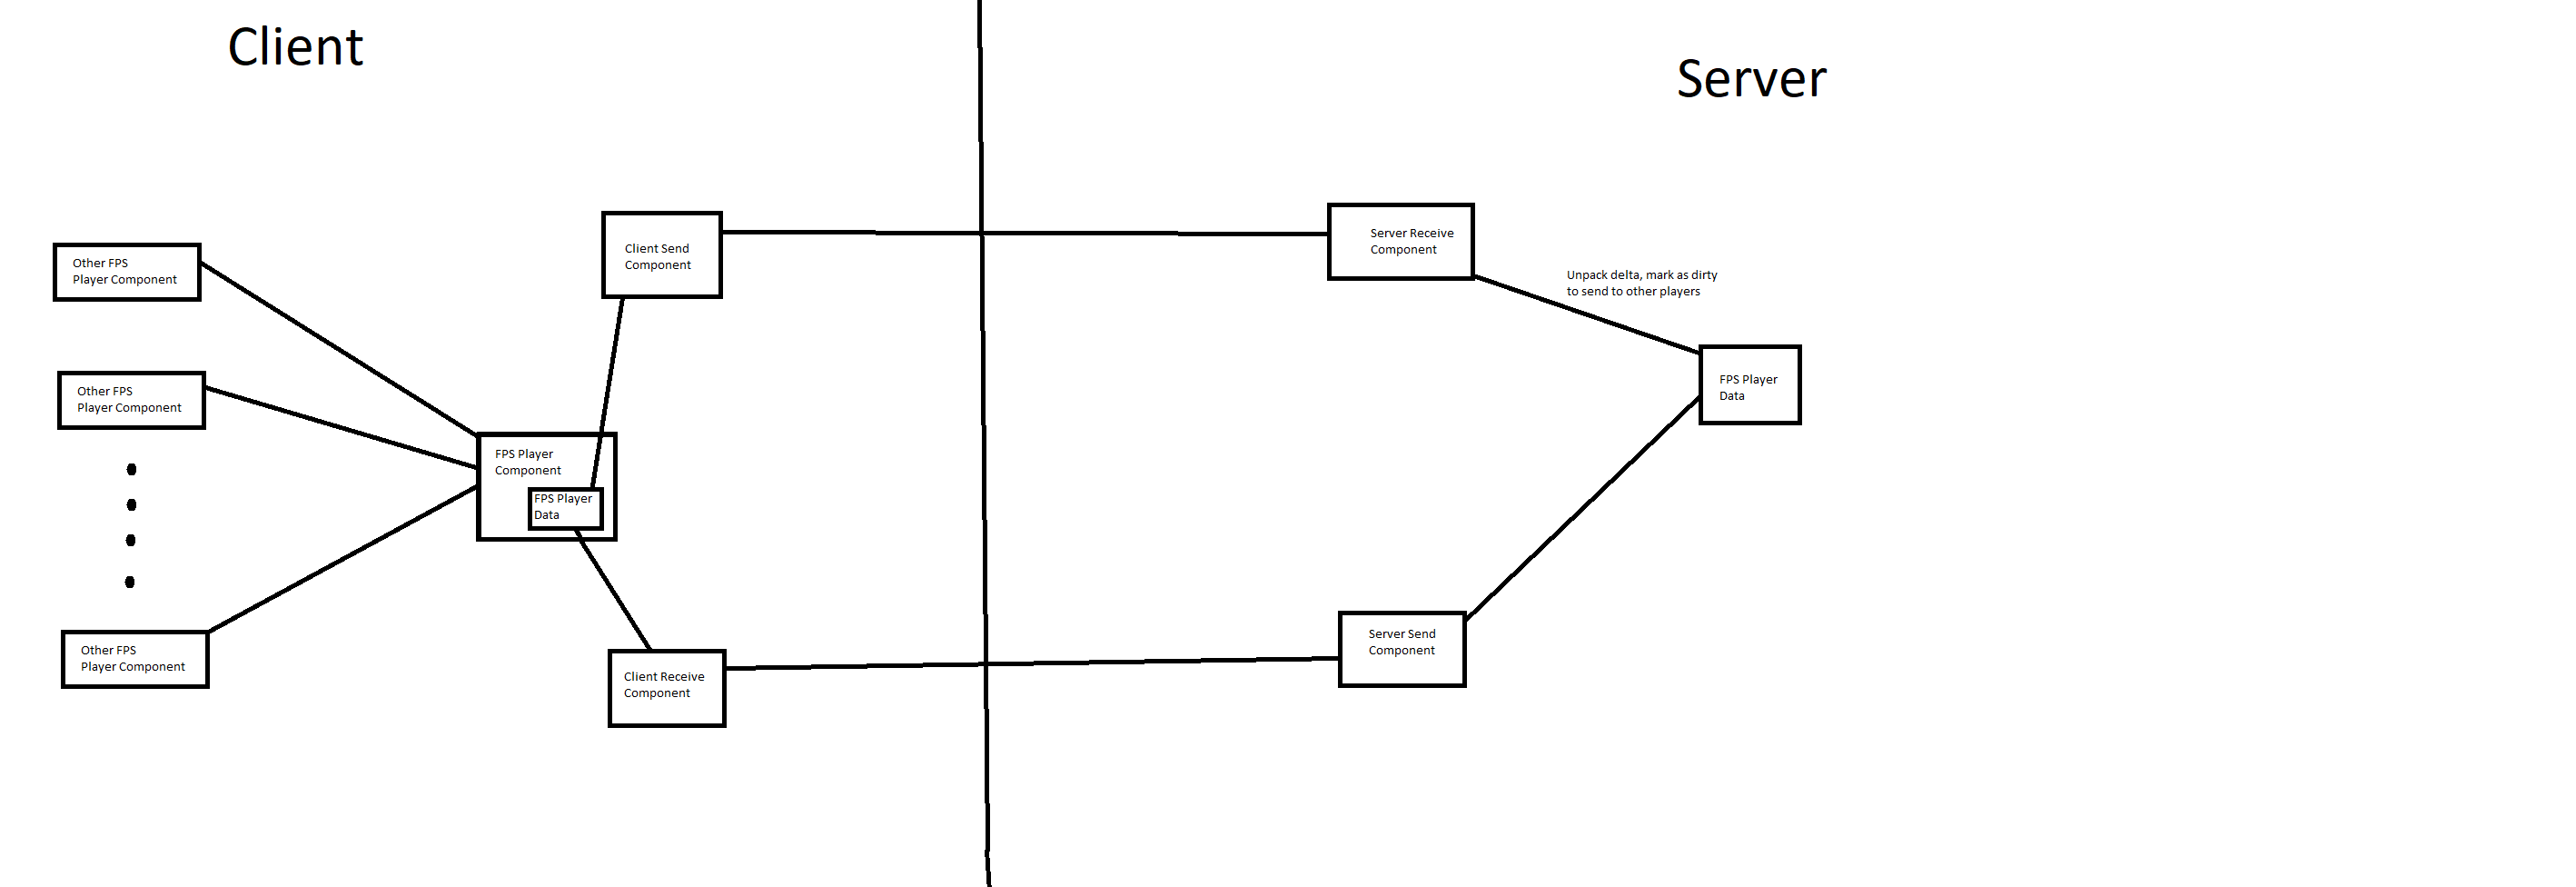 Client
Server
Other FPS
Player Component
Other FPS
Player Component
Other FPS
Player Component
FPS Player
Component
FPS Player
Data
Client Send
Component
Client Receive
Component
Server Receive
Component
Unpack delta, mark as dirty
to send to other players
FPS Player
Data
Server Send
Component